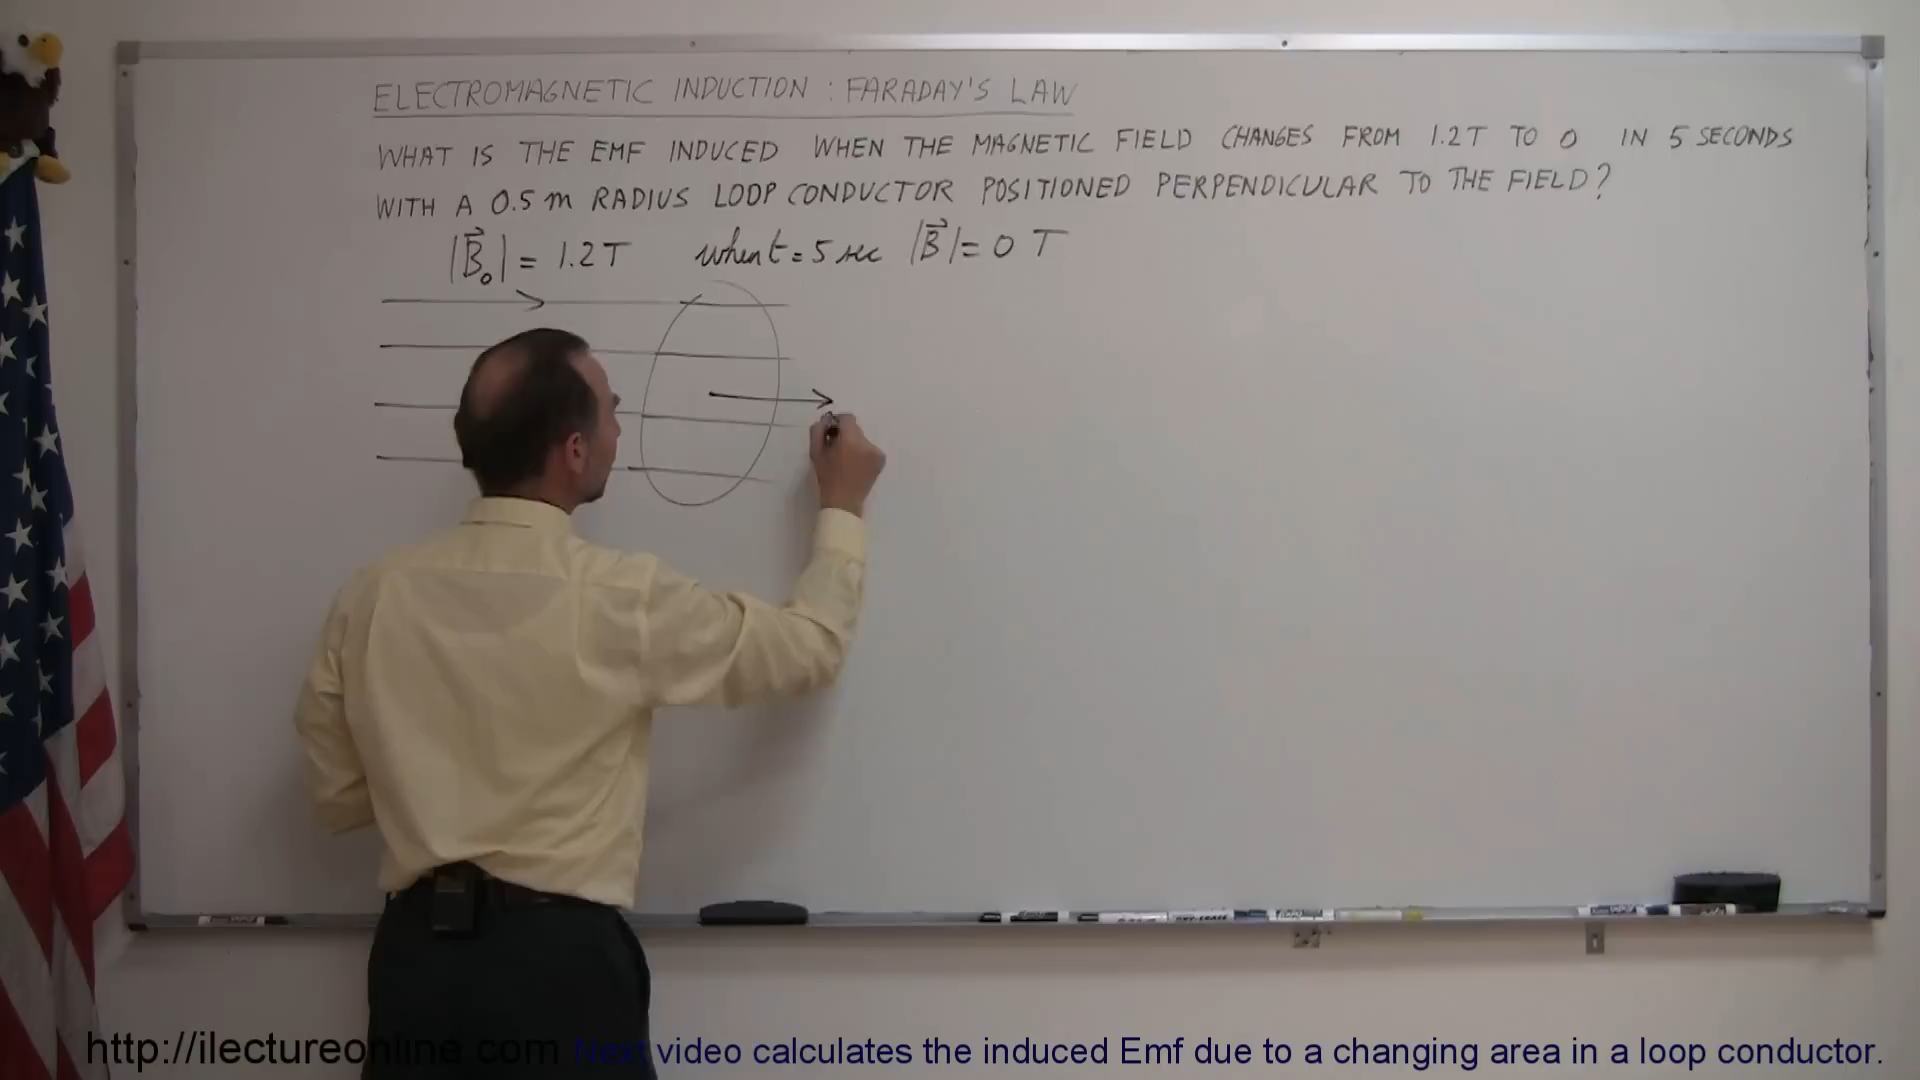 ELECTROMAGNETIC INDUCTION : FARADAY'S LAW
WHAT IS THE EMF INDUCED WHEN THE MAGNETIC FIELD CHANGES FROM 1.2T TO 0 IN 5 SECONDS
WITH A 0.5 m RADIUS LOOP CONDUCTOR POSITIONED PERPENDICULAR TO THE FIELD?
|B⃗₀| = 1.2 T when t = 5 sec |B⃗| = 0 T
http://ilectureonline.com Next video calculates the induced Emf due to a changing area in a loop conductor.